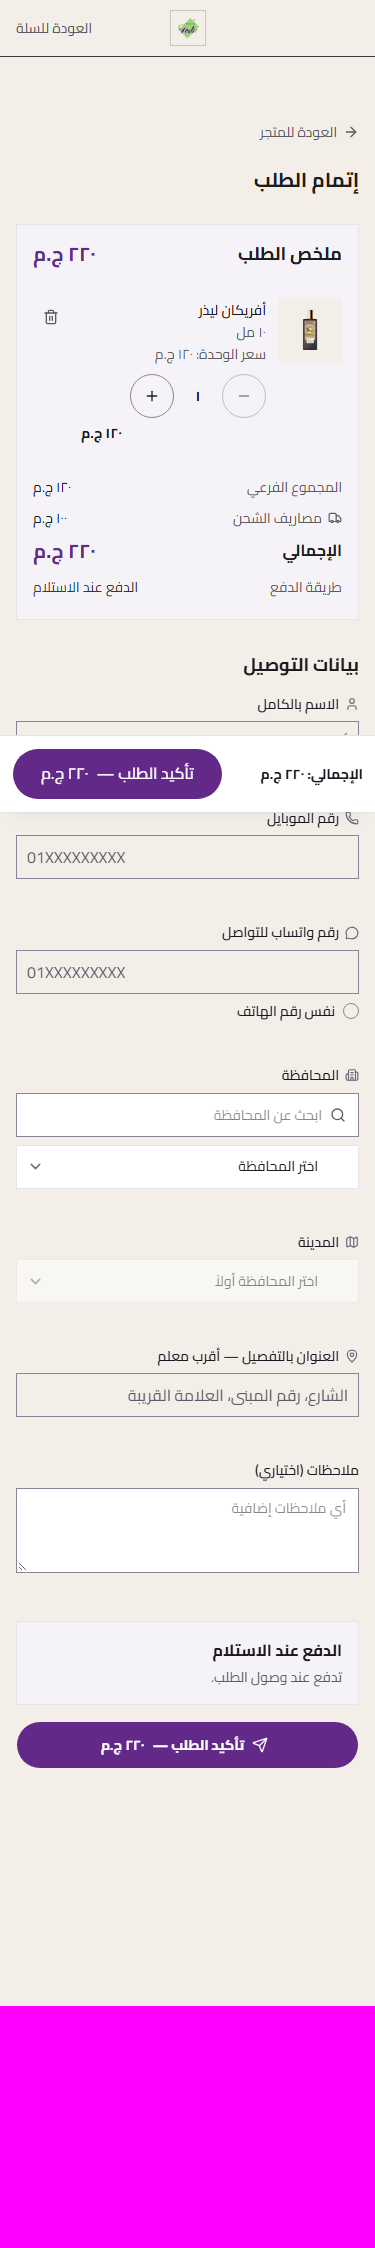 العودة للسلة
العودة للمتجر
إتمام الطلب
ملخص الطلب ٢٢٠ ج.م
أفريكان ليذر
١٠ مل
سعر الوحدة: ١٢٠ ج.م
١
١٢٠ ج.م
المجموع الفرعي ١٢٠ ج.م
مصاريف الشحن ١٠٠ ج.م
الإجمالي ٢٢٠ ج.م
طريقة الدفع الدفع عند الاستلام
بيانات التوصيل
الاسم بالكامل
الإجمالي: ٢٢٠ ج.م تأكيد الطلب — ٢٢٠ ج.م
رقم الموبايل
01XXXXXXXXX
رقم واتساب للتواصل
01XXXXXXXXX
نفس رقم الهاتف
المحافظة
ابحث عن المحافظة
اختر المحافظة
المدينة
اختر المحافظة أولاً
العنوان بالتفصيل — أقرب معلم
الشارع، رقم المبنى، العلامة القريبة
ملاحظات (اختياري)
أي ملاحظات إضافية
الدفع عند الاستلام
تدفع عند وصول الطلب.
تأكيد الطلب — ٢٢٠ ج.م